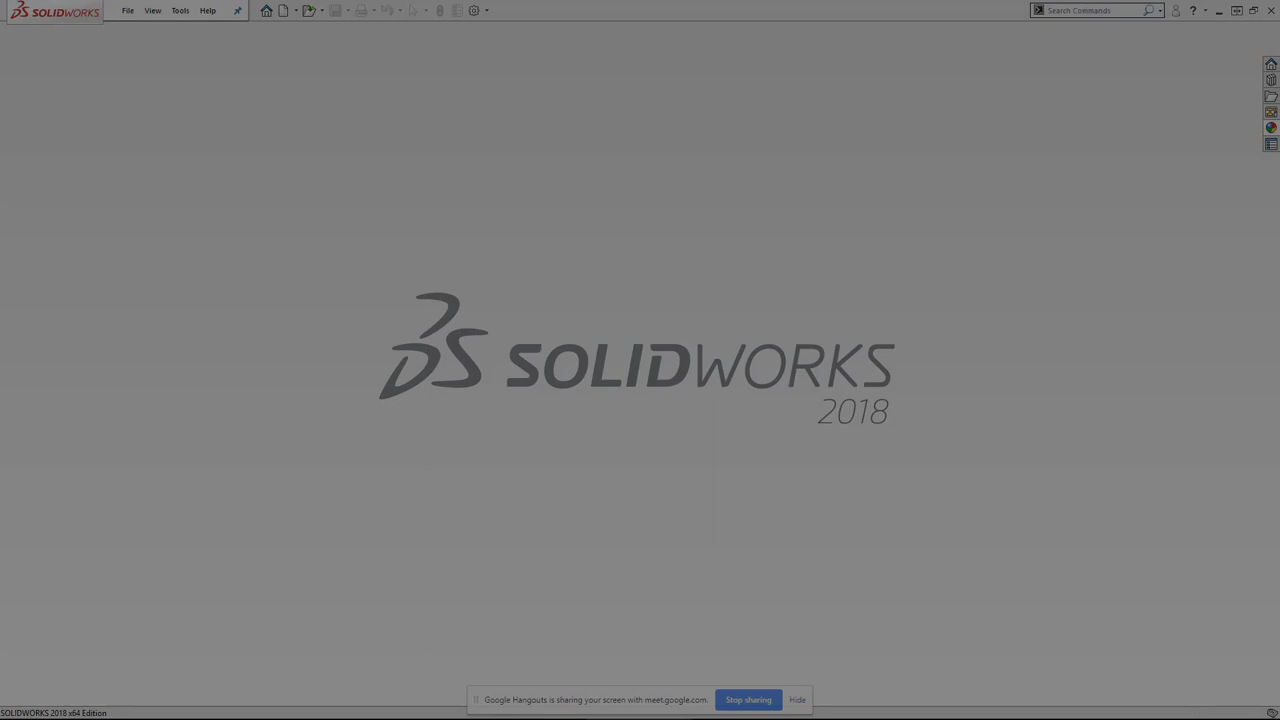 SOLIDWORKS File View Tools Help Search Commands ?
SOLIDWORKS
2018
Google Hangouts is sharing your screen with meet.google.com. Stop sharing Hide
SOLIDWORKS 2018 x64 Edition